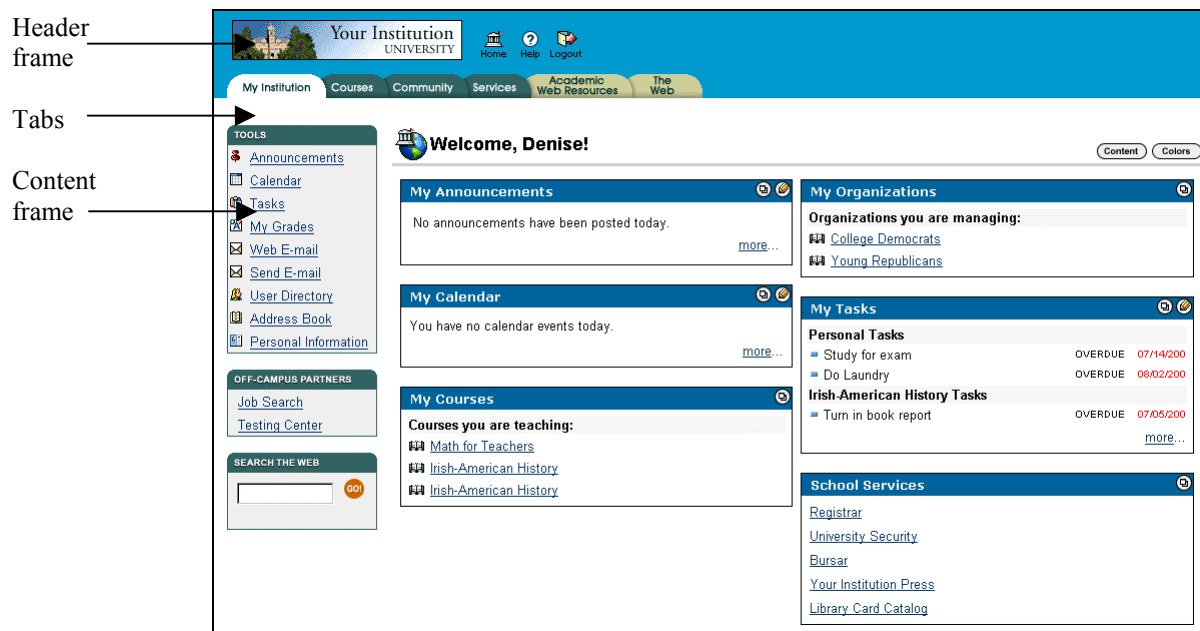 Header
frame
Tabs
Content
frame
Your Institution
UNIVERSITY
Home Help Logout
My Institution Courses Community Services Academic Web Resources The Web
TOOLS
Announcements
Calendar
Tasks
My Grades
Web E-mail
Send E-mail
User Directory
Address Book
Personal Information
OFF-CAMPUS PARTNERS
Job Search
Testing Center
SEARCH THE WEB
GO!
Welcome, Denise!
Content Colors
My Announcements
No announcements have been posted today.
more...
My Calendar
You have no calendar events today.
more...
My Courses
Courses you are teaching:
Math for Teachers
Irish-American History
Irish-American History
My Organizations
Organizations you are managing:
College Democrats
Young Republicans
My Tasks
Personal Tasks
Study for exam OVERDUE 07/14/200
Do Laundry OVERDUE 08/02/200
Irish-American History Tasks
Turn in book report OVERDUE 07/05/200
more...
School Services
Registrar
University Security
Bursar
Your Institution Press
Library Card Catalog